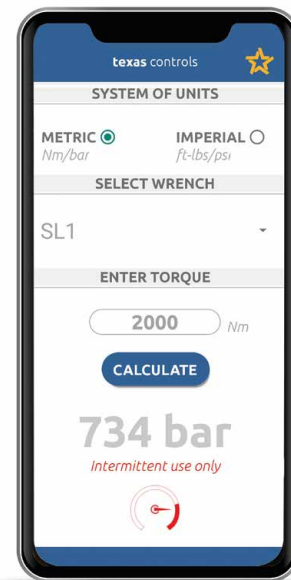 texas controls
SYSTEM OF UNITS
METRIC IMPERIAL
Nm/bar ft-lbs/psi
SELECT WRENCH
SL1
ENTER TORQUE
2000 Nm
CALCULATE
734 bar
Intermittent use only